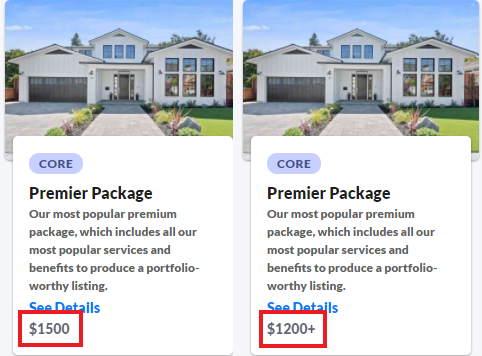 CORE
Premier Package
Our most popular premium
package, which includes all our
most popular services and
benefits to produce a portfolio-
worthy listing.
See Details
$1500
CORE
Premier Package
Our most popular premium
package, which includes all our
most popular services and
benefits to produce a portfolio-
worthy listing.
See Details
$1200+